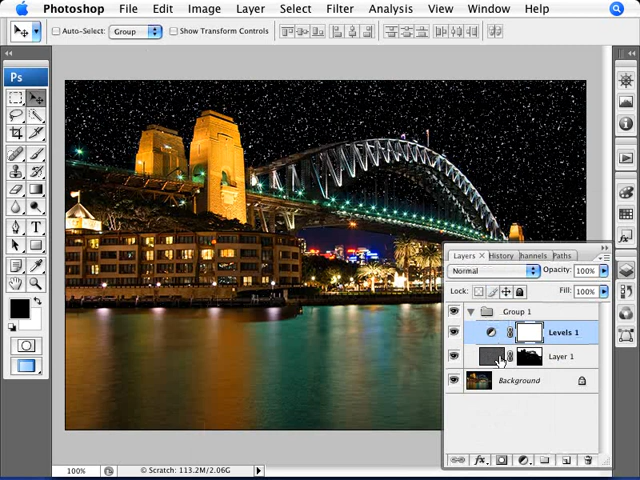 Photoshop File Edit Image Layer Select Filter Analysis View Window Help
Auto-Select: Group Show Transform Controls
Ps
Layers × History Channels Paths
Normal Opacity: 100%
Lock: Fill: 100%
Group 1
Levels 1
Layer 1
Background
100% © Scratch: 113.2M/2.06G